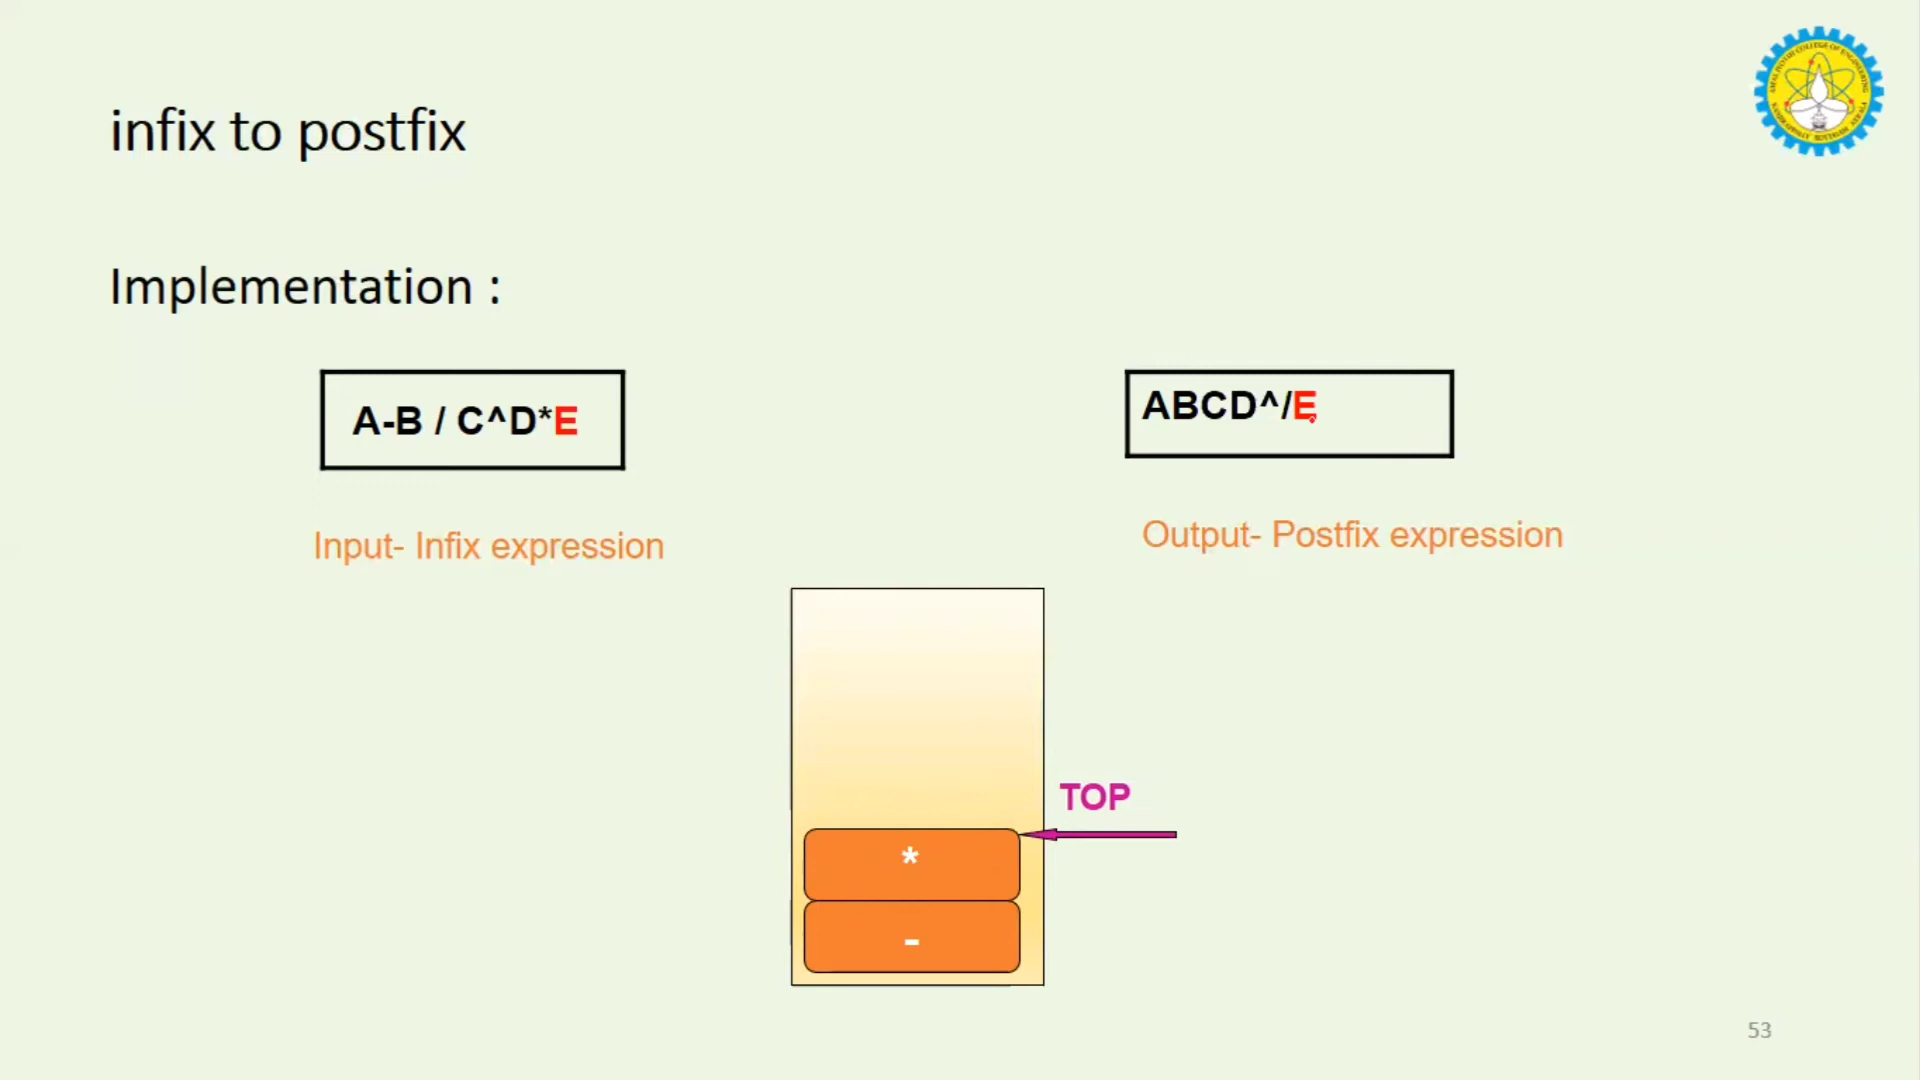 infix to postfix
Implementation :
A-B / C^D*E
ABCD^/E
Input- Infix expression
Output- Postfix expression
TOP
*
-
53